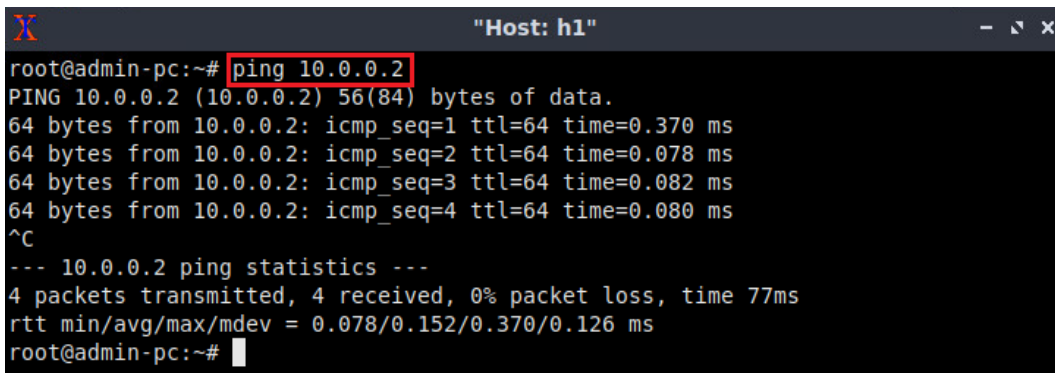 "Host: h1"
root@admin-pc:~# ping 10.0.0.2
PING 10.0.0.2 (10.0.0.2) 56(84) bytes of data.
64 bytes from 10.0.0.2: icmp_seq=1 ttl=64 time=0.370 ms
64 bytes from 10.0.0.2: icmp_seq=2 ttl=64 time=0.078 ms
64 bytes from 10.0.0.2: icmp_seq=3 ttl=64 time=0.082 ms
64 bytes from 10.0.0.2: icmp_seq=4 ttl=64 time=0.080 ms
^C
--- 10.0.0.2 ping statistics ---
4 packets transmitted, 4 received, 0% packet loss, time 77ms
rtt min/avg/max/mdev = 0.078/0.152/0.370/0.126 ms
root@admin-pc:~#